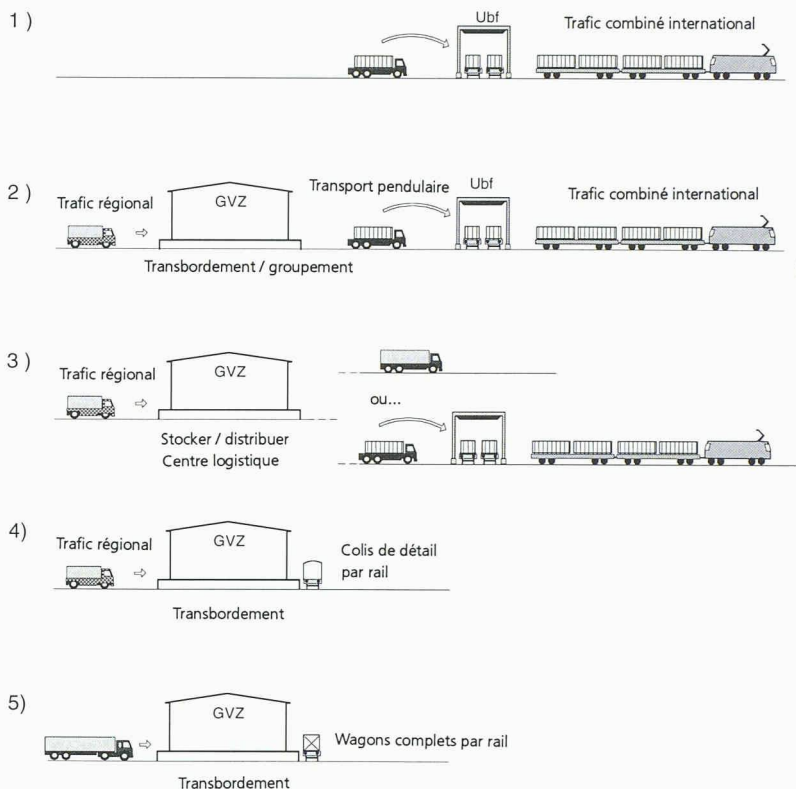 1)
Ubf
Trafic combiné international
2)
Trafic régional
GVZ
Transport pendulaire
Ubf
Trafic combiné international
Transbordement / groupement
3)
Trafic régional
GVZ
ou...
Stocker / distribuer
Centre logistique
4)
Trafic régional
GVZ
Colis de détail
par rail
Transbordement
5)
GVZ
Wagons complets par rail
Transbordement